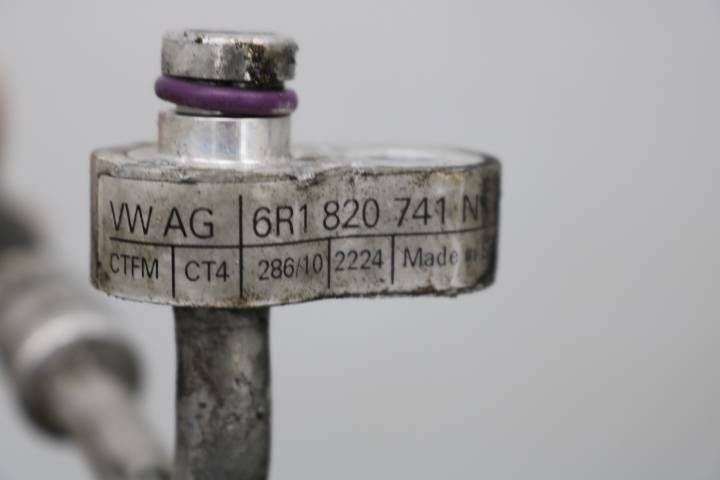 VW AG 6R1 820 741 N
CTFM CT4 286/10 2224 Made